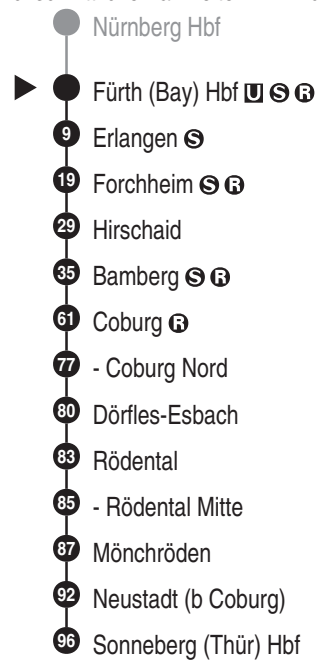 Nürnberg Hbf
Fürth (Bay) Hbf U S R
9 Erlangen S
19 Forchheim S R
29 Hirschaid
35 Bamberg S R
61 Coburg R
77 - Coburg Nord
80 Dörfles-Esbach
83 Rödental
85 - Rödental Mitte
87 Mönchröden
92 Neustadt (b Coburg)
96 Sonneberg (Thür) Hbf